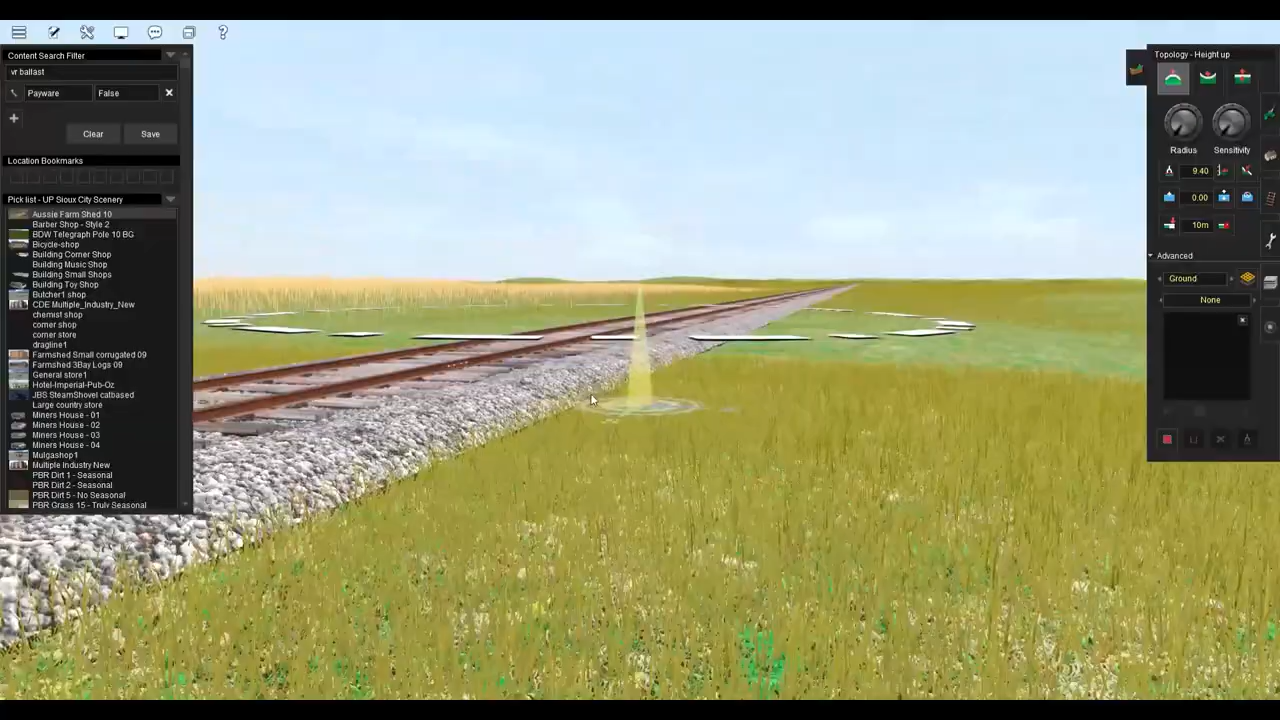 ?
Content Search Filter
vr ballast
Payware False
Clear Save
Location Bookmarks
Pick list - UP Sioux City Scenery
Aussie Farm Shed 10
Barber Shop - Style 2
BDW Telegraph Pole 10 BG
Bicycle-shop
Building Corner Shop
Building Music Shop
Building Small Shops
Building Toy Shop
Butcher1 shop
CDE Multiple_Industry_New
chemist shop
corner shop
corner store
dragline1
Farmshed Small corrugated 09
Farmshed 3Bay Logs 09
General store1
Hotel-Imperial-Pub-Oz
JBS SteamShovel catbased
Large country store
Miners House - 01
Miners House - 02
Miners House - 03
Miners House - 04
Mulgashop1
Multiple Industry New
PBR Dirt 1 - Seasonal
PBR Dirt 2 - Seasonal
PBR Dirt 5 - No Seasonal
PBR Grass 15 - Truly Seasonal
Topology - Height up
Radius Sensitivity
9.40
0.00
10m
Advanced
Ground
None